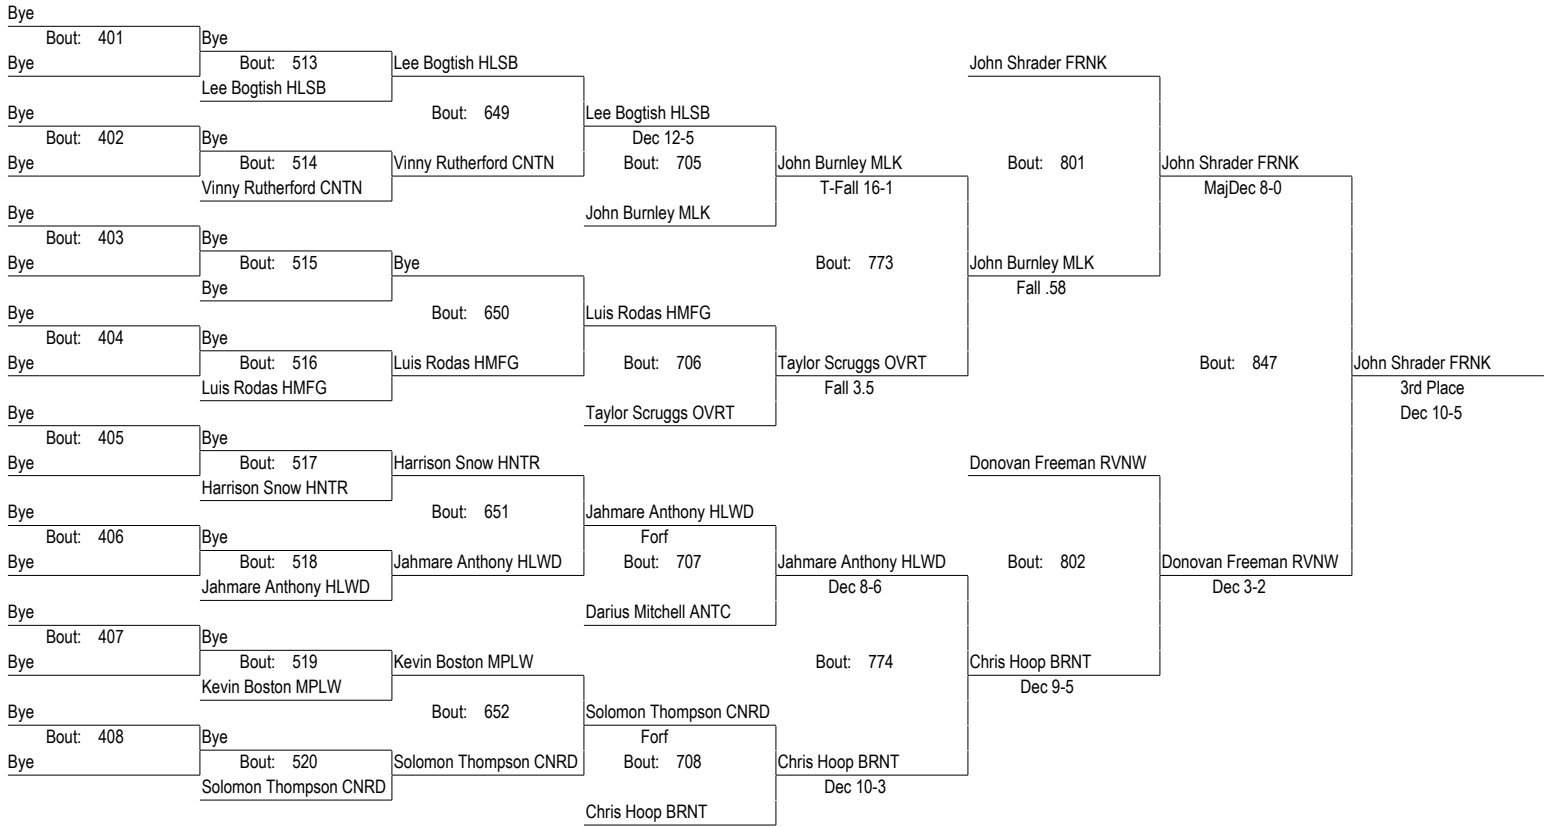 Bye
Bout: 401 Bye
Bye Bout: 513 Lee Bogtish HLSB John Shrader FRNK
Lee Bogtish HLSB
Bye Bout: 649 Lee Bogtish HLSB
Bout: 402 Bye Dec 12-5
Bye Bout: 514 Vinny Rutherford CNTN Bout: 705 John Burnley MLK Bout: 801 John Shrader FRNK
Vinny Rutherford CNTN T-Fall 16-1 MajDec 8-0
Bye John Burnley MLK
Bout: 403 Bye
Bye Bout: 515 Bye Bout: 773 John Burnley MLK
Bye Fall .58
Bye Bout: 650 Luis Rodas HMFG
Bout: 404 Bye
Bye Bout: 516 Luis Rodas HMFG Bout: 706 Taylor Scruggs OVRT Bout: 847 John Shrader FRNK
Luis Rodas HMFG Fall 3.5 3rd Place
Bye Taylor Scruggs OVRT Dec 10-5
Bout: 405 Bye
Bye Bout: 517 Harrison Snow HNTR Donovan Freeman RVNW
Harrison Snow HNTR
Bye Bout: 651 Jahmare Anthony HLWD
Bout: 406 Bye Forf
Bye Bout: 518 Jahmare Anthony HLWD Bout: 707 Jahmare Anthony HLWD Bout: 802 Donovan Freeman RVNW
Jahmare Anthony HLWD Dec 8-6 Dec 3-2
Bye Darius Mitchell ANTC
Bout: 407 Bye
Bye Bout: 519 Kevin Boston MPLW Bout: 774 Chris Hoop BRNT
Kevin Boston MPLW Dec 9-5
Bye Bout: 652 Solomon Thompson CNRD
Bout: 408 Bye Forf
Bye Bout: 520 Solomon Thompson CNRD Bout: 708 Chris Hoop BRNT
Solomon Thompson CNRD Dec 10-3
Chris Hoop BRNT